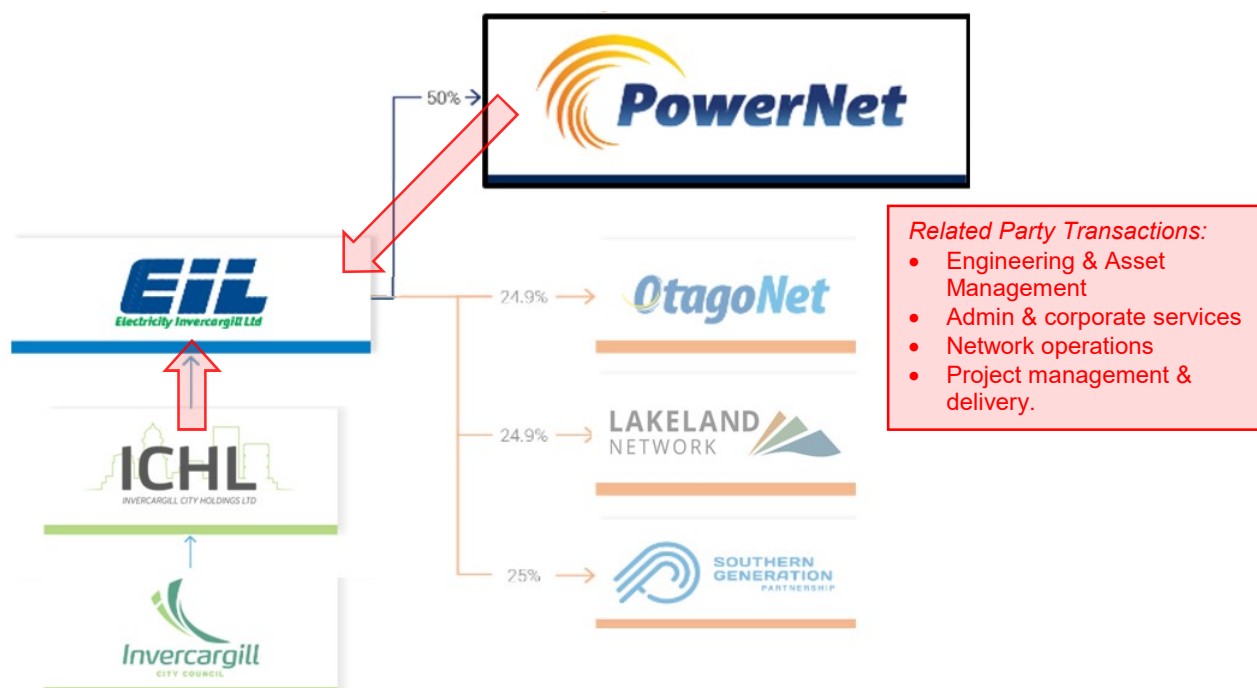 50%
PowerNet
EIL
Electricity Invercargill Ltd
24.9%
OtagoNet
Related Party Transactions:
• Engineering & Asset
Management
• Admin & corporate services
• Network operations
• Project management &
delivery.
ICHL
INVERCARGILL CITY HOLDINGS LTD
24.9%
LAKELAND
NETWORK
25%
SOUTHERN
GENERATION
PARTNERSHIP
Invercargill
CITY COUNCIL